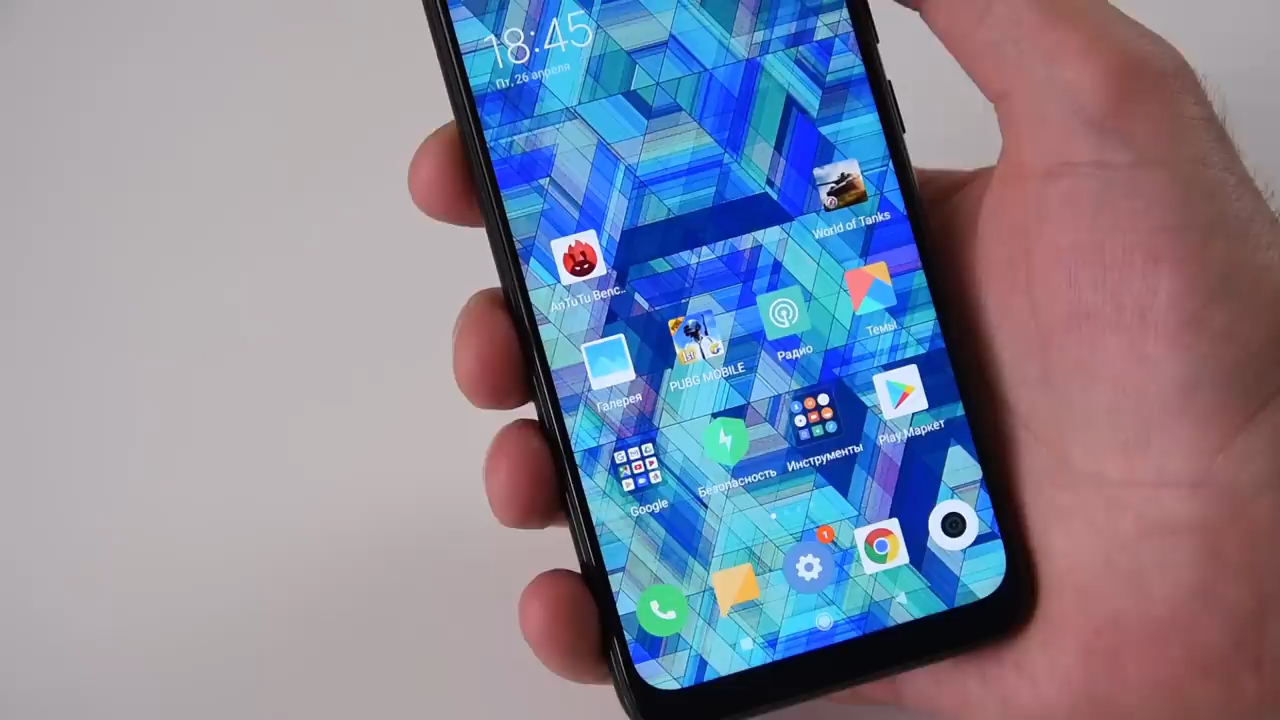 18:45
Пт, 26 апреля
World of Tanks
AnTuTu Benc..
Галерея
PUBG MOBILE
Радио
Темы
Google
Безопасность
Инструменты
Play Маркет
1